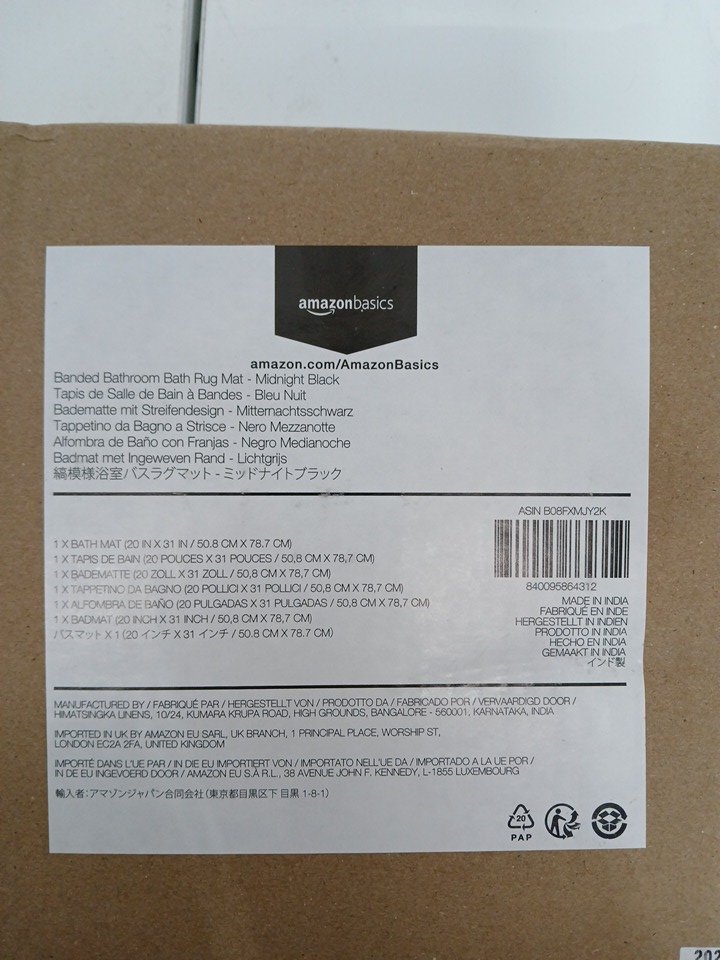 amazonbasics
amazon.com/AmazonBasics
Banded Bathroom Bath Rug Mat - Midnight Black
Tapis de Salle de Bain à Bandes - Bleu Nuit
Badematte mit Streifendesign - Mitternachtsschwarz
Tappetino da Bagno a Strisce - Nero Mezzanotte
Alfombra de Baño con Franjas - Negro Medianoche
Badmat met Ingeweven Rand - Lichtgrijs
縞模様浴室バスラグマット - ミッドナイトブラック
ASIN B08FXMJY2K
840095864312
1 X BATH MAT (20 IN X 31 IN / 50.8 CM X 78.7 CM)
1 X TAPIS DE BAIN (20 POUCES X 31 POUCES / 50,8 CM X 78,7 CM)
1 X BADEMATTE (20 ZOLL X 31 ZOLL / 50,8 CM X 78,7 CM)
1 X TAPPETINO DA BAGNO (20 POLLICI X 31 POLLICI / 50,8 CM X 78,7 CM)
1 X ALFOMBRA DE BAÑO (20 PULGADAS X 31 PULGADAS / 50,8 CM X 78,7 CM)
1 X BADMAT (20 INCH X 31 INCH / 50,8 CM X 78.7 CM)
バスマット X 1 (20 インチ X 31 インチ / 50.8 CM X 78.7 CM)
MADE IN INDIA
FABRIQUÉ EN INDE
HERGESTELLT IN INDIEN
PRODOTTO IN INDIA
HECHO EN INDIA
GEMAAKT IN INDIA
インド製
MANUFACTURED BY / FABRIQUÉ PAR / HERGESTELLT VON / PRODOTTO DA / FABRICADO POR / VERVAARDIGD DOOR /
HIMATSINGKA LINENS, 10/24, KUMARA KRUPA ROAD, HIGH GROUNDS, BANGALORE - 560001, KARNATAKA, INDIA
IMPORTED IN UK BY AMAZON EU SARL, UK BRANCH, 1 PRINCIPAL PLACE, WORSHIP ST,
LONDON EC2A 2FA, UNITED KINGDOM
IMPORTÉ DANS L'UE PAR / IN DIE EU IMPORTIERT VON / IMPORTATO NELL'UE DA / IMPORTADO A LA UE POR /
IN DE EU INGEVOERD DOOR / AMAZON EU S.À R.L., 38 AVENUE JOHN F. KENNEDY, L-1855 LUXEMBOURG
輸入者：アマゾンジャパン合同会社（東京都目黒区下 目黒 1-8-1）
20
PAP